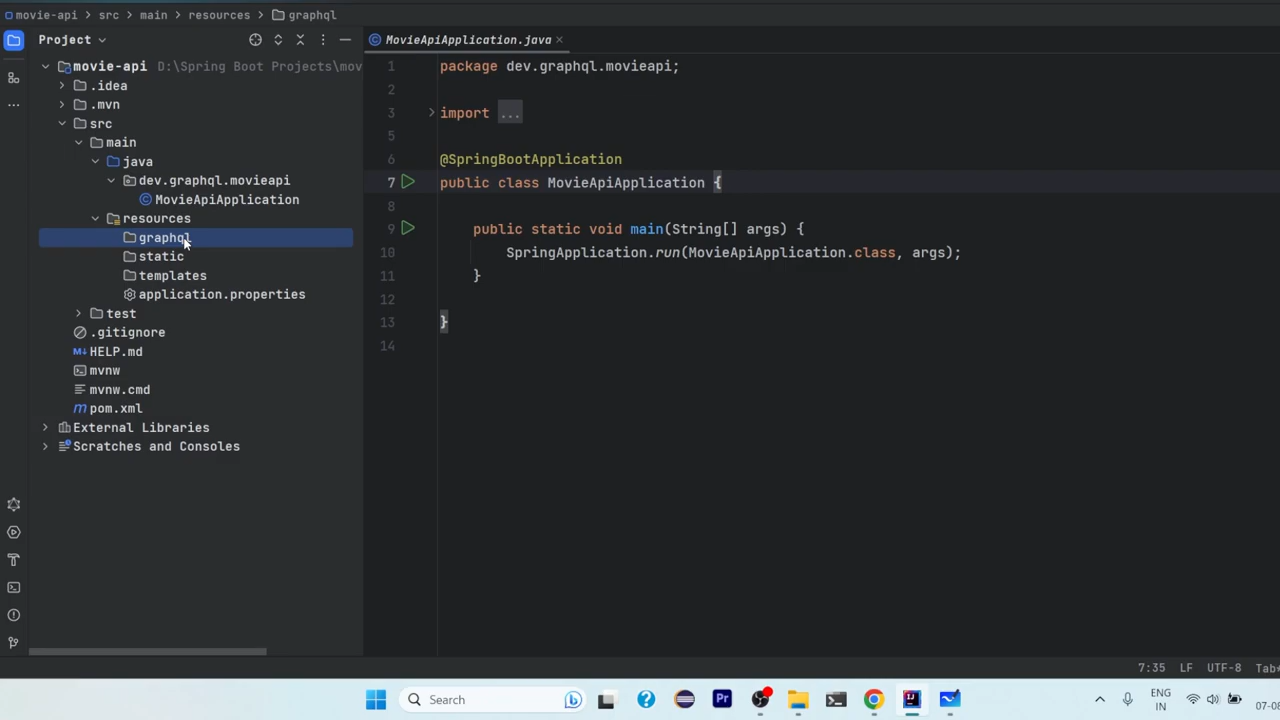 movie-api > src > main > resources > graphql
Project
MovieApiApplication.java
movie-api D:\Spring Boot Projects\mov
.idea
.mvn
src
main
java
dev.graphql.movieapi
MovieApiApplication
resources
graphql
static
templates
application.properties
test
.gitignore
HELP.md
mvnw
mvnw.cmd
pom.xml
External Libraries
Scratches and Consoles
1 package dev.graphql.movieapi;
2
3 import ...
5
6 @SpringBootApplication
7 public class MovieApiApplication {
8
9 public static void main(String[] args) {
10 SpringApplication.run(MovieApiApplication.class, args);
11 }
12
13 }
14
7:35 LF UTF-8 Tab
Search
Pr
ENG
IN
07-08